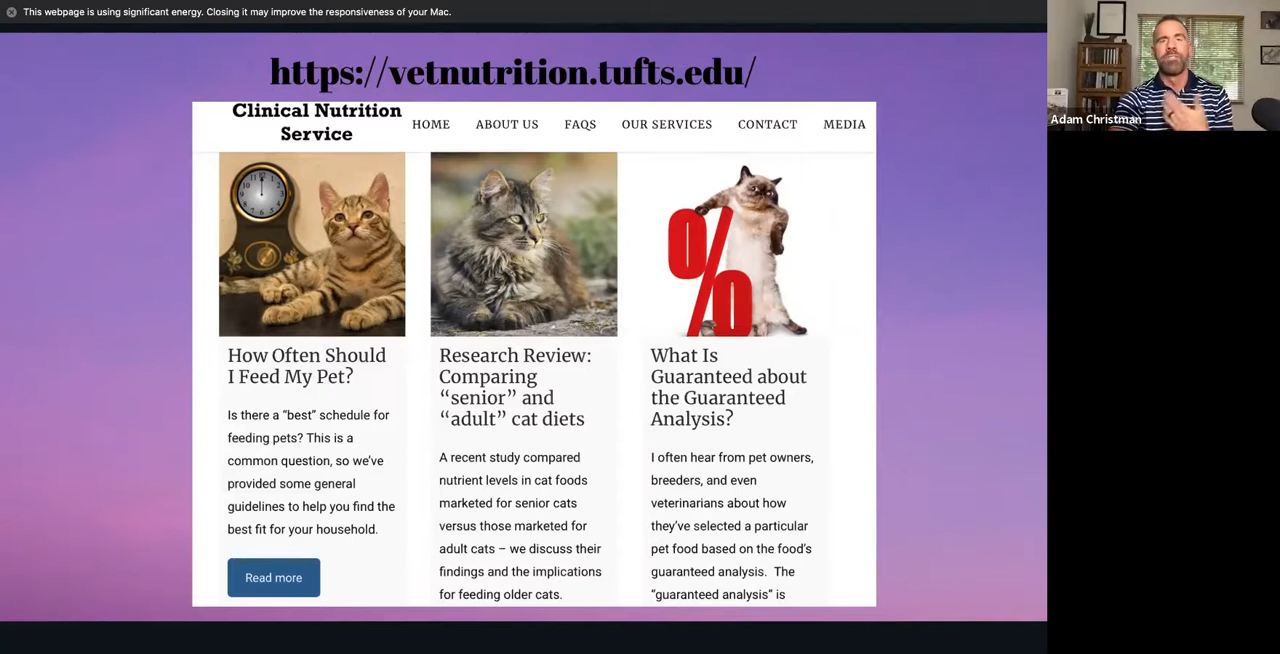 This webpage is using significant energy. Closing it may improve the responsiveness of your Mac.
https://vetnutrition.tufts.edu/
Clinical Nutrition
Service
HOME ABOUT US FAQS OUR SERVICES CONTACT MEDIA
How Often Should
I Feed My Pet?
Is there a “best” schedule for
feeding pets? This is a
common question, so we’ve
provided some general
guidelines to help you find the
best fit for your household.
Read more
Research Review:
Comparing
“senior” and
“adult” cat diets
A recent study compared
nutrient levels in cat foods
marketed for senior cats
versus those marketed for
adult cats – we discuss their
findings and the implications
for feeding older cats.
%
What Is
Guaranteed about
the Guaranteed
Analysis?
I often hear from pet owners,
breeders, and even
veterinarians about how
they’ve selected a particular
pet food based on the food’s
guaranteed analysis. The
“guaranteed analysis” is
Adam Christman